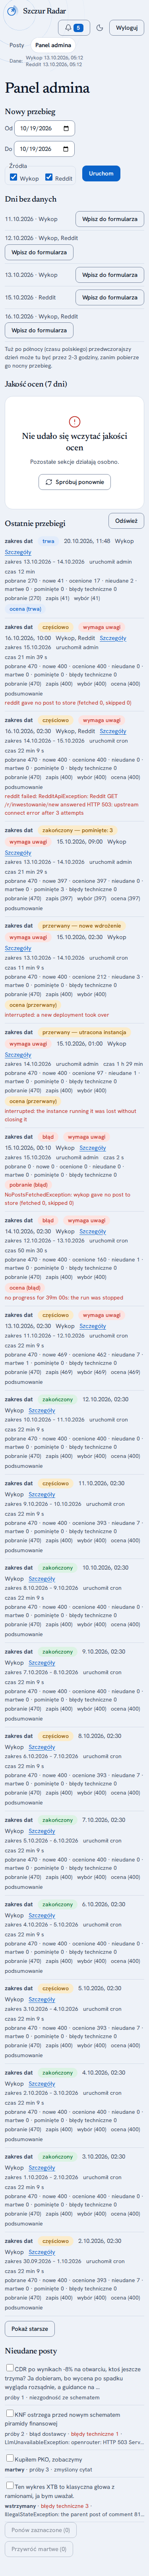 Szczur Radar
5
Wyloguj
Posty
Panel admina
Dane:
Wykop 13.10.2026, 05:12
Reddit 13.10.2026, 05:12
Panel admina
Nowy przebieg
Od 10/19/2026
Do 10/19/2026
Źródła
Wykop
Reddit
Uruchom
Dni bez danych
11.10.2026 · Wykop
Wpisz do formularza
12.10.2026 · Wykop, Reddit
Wpisz do formularza
13.10.2026 · Wykop
Wpisz do formularza
15.10.2026 · Reddit
Wpisz do formularza
16.10.2026 · Wykop, Reddit
Wpisz do formularza
Tuż po północy (czasu polskiego) przedwczorajszy
dzień może tu być przez 2–3 godziny, zanim pobierze
go nocny przebieg.
Jakość ocen (7 dni)
Nie udało się wczytać jakości
ocen
Pozostałe sekcje działają osobno.
Spróbuj ponownie
Ostatnie przebiegi
Odśwież
zakres dat trwa 20.10.2026, 11:48 Wykop
Szczegóły
zakres 13.10.2026 – 14.10.2026 uruchomił admin
czas 12 min
pobrane 270 · nowe 41 · ocenione 17 · nieudane 2 ·
martwe 0 · pominięte 0 · błędy techniczne 0
pobranie (270) zapis (41) wybór (41)
ocena (trwa)
zakres dat częściowo wymaga uwagi
16.10.2026, 10:00 Wykop, Reddit Szczegóły
zakres 15.10.2026 uruchomił admin
czas 21 min 39 s
pobrane 470 · nowe 400 · ocenione 400 · nieudane 0 ·
martwe 0 · pominięte 0 · błędy techniczne 0
pobranie (470) zapis (400) wybór (400) ocena (400)
podsumowanie
reddit gave no post to store (fetched 0, skipped 0)
zakres dat częściowo wymaga uwagi
16.10.2026, 02:30 Wykop, Reddit Szczegóły
zakres 14.10.2026 – 15.10.2026 uruchomił cron
czas 22 min 9 s
pobrane 470 · nowe 400 · ocenione 400 · nieudane 0 ·
martwe 0 · pominięte 0 · błędy techniczne 0
pobranie (470) zapis (400) wybór (400) ocena (400)
podsumowanie
reddit failed: RedditApiException: Reddit GET
/r/inwestowanie/new answered HTTP 503: upstream
connect error after 3 attempts
zakres dat zakończony — pominięte: 3
wymaga uwagi 15.10.2026, 09:00 Wykop
Szczegóły
zakres 13.10.2026 – 14.10.2026 uruchomił admin
czas 21 min 29 s
pobrane 470 · nowe 397 · ocenione 397 · nieudane 0 ·
martwe 0 · pominięte 3 · błędy techniczne 0
pobranie (470) zapis (397) wybór (397) ocena (397)
podsumowanie
zakres dat przerwany — nowe wdrożenie
wymaga uwagi 15.10.2026, 02:30 Wykop
Szczegóły
zakres 13.10.2026 – 14.10.2026 uruchomił cron
czas 11 min 9 s
pobrane 470 · nowe 400 · ocenione 212 · nieudane 3 ·
martwe 0 · pominięte 0 · błędy techniczne 0
pobranie (470) zapis (400) wybór (400)
ocena (przerwany)
interrupted: a new deployment took over
zakres dat przerwany — utracona instancja
wymaga uwagi 15.10.2026, 01:00 Wykop
Szczegóły
zakres 14.10.2026 uruchomił admin czas 1 h 29 min
pobrane 470 · nowe 400 · ocenione 97 · nieudane 1 ·
martwe 0 · pominięte 0 · błędy techniczne 0
pobranie (470) zapis (400) wybór (400)
ocena (przerwany)
interrupted: the instance running it was lost without
closing it
zakres dat błąd wymaga uwagi
15.10.2026, 00:10 Wykop Szczegóły
zakres 15.10.2026 uruchomił admin czas 2 s
pobrane 0 · nowe 0 · ocenione 0 · nieudane 0 ·
martwe 0 · pominięte 0 · błędy techniczne 0
pobranie (błąd)
NoPostsFetchedException: wykop gave no post to
store (fetched 0, skipped 0)
zakres dat błąd wymaga uwagi
14.10.2026, 02:30 Wykop Szczegóły
zakres 12.10.2026 – 13.10.2026 uruchomił cron
czas 50 min 30 s
pobrane 470 · nowe 400 · ocenione 400 · nieudane 1 ·
martwe 0 · pominięte 0 · błędy techniczne 0
pobranie (470) zapis (400) wybór (400)
ocena (błąd)
no progress for 39m 00s: the run was stopped
zakres dat częściowo wymaga uwagi
13.10.2026, 02:30 Wykop Szczegóły
zakres 11.10.2026 – 12.10.2026 uruchomił cron
czas 22 min 9 s
pobrane 470 · nowe 469 · ocenione 462 · nieudane 7 ·
martwe 1 · pominięte 0 · błędy techniczne 0
pobranie (470) zapis (469) wybór (469) ocena (469)
podsumowanie
zakres dat zakończony 12.10.2026, 02:30
Wykop Szczegóły
zakres 10.10.2026 – 11.10.2026 uruchomił cron
czas 22 min 9 s
pobrane 470 · nowe 400 · ocenione 400 · nieudane 0 ·
martwe 0 · pominięte 0 · błędy techniczne 0
pobranie (470) zapis (400) wybór (400) ocena (400)
podsumowanie
zakres dat częściowo 11.10.2026, 02:30
Wykop Szczegóły
zakres 9.10.2026 – 10.10.2026 uruchomił cron
czas 22 min 9 s
pobrane 470 · nowe 400 · ocenione 393 · nieudane 7 ·
martwe 0 · pominięte 0 · błędy techniczne 0
pobranie (470) zapis (400) wybór (400) ocena (400)
podsumowanie
zakres dat zakończony 10.10.2026, 02:30
Wykop Szczegóły
zakres 8.10.2026 – 9.10.2026 uruchomił cron
czas 22 min 9 s
pobrane 470 · nowe 400 · ocenione 400 · nieudane 0 ·
martwe 0 · pominięte 0 · błędy techniczne 0
pobranie (470) zapis (400) wybór (400) ocena (400)
podsumowanie
zakres dat zakończony 9.10.2026, 02:30
Wykop Szczegóły
zakres 7.10.2026 – 8.10.2026 uruchomił cron
czas 22 min 9 s
pobrane 470 · nowe 400 · ocenione 400 · nieudane 0 ·
martwe 0 · pominięte 0 · błędy techniczne 0
pobranie (470) zapis (400) wybór (400) ocena (400)
podsumowanie
zakres dat częściowo 8.10.2026, 02:30
Wykop Szczegóły
zakres 6.10.2026 – 7.10.2026 uruchomił cron
czas 22 min 9 s
pobrane 470 · nowe 400 · ocenione 393 · nieudane 7 ·
martwe 0 · pominięte 0 · błędy techniczne 0
pobranie (470) zapis (400) wybór (400) ocena (400)
podsumowanie
zakres dat zakończony 7.10.2026, 02:30
Wykop Szczegóły
zakres 5.10.2026 – 6.10.2026 uruchomił cron
czas 22 min 9 s
pobrane 470 · nowe 400 · ocenione 400 · nieudane 0 ·
martwe 0 · pominięte 0 · błędy techniczne 0
pobranie (470) zapis (400) wybór (400) ocena (400)
podsumowanie
zakres dat zakończony 6.10.2026, 02:30
Wykop Szczegóły
zakres 4.10.2026 – 5.10.2026 uruchomił cron
czas 22 min 9 s
pobrane 470 · nowe 400 · ocenione 400 · nieudane 0 ·
martwe 0 · pominięte 0 · błędy techniczne 0
pobranie (470) zapis (400) wybór (400) ocena (400)
podsumowanie
zakres dat częściowo 5.10.2026, 02:30
Wykop Szczegóły
zakres 3.10.2026 – 4.10.2026 uruchomił cron
czas 22 min 9 s
pobrane 470 · nowe 400 · ocenione 393 · nieudane 7 ·
martwe 0 · pominięte 0 · błędy techniczne 0
pobranie (470) zapis (400) wybór (400) ocena (400)
podsumowanie
zakres dat zakończony 4.10.2026, 02:30
Wykop Szczegóły
zakres 2.10.2026 – 3.10.2026 uruchomił cron
czas 22 min 9 s
pobrane 470 · nowe 400 · ocenione 400 · nieudane 0 ·
martwe 0 · pominięte 0 · błędy techniczne 0
pobranie (470) zapis (400) wybór (400) ocena (400)
podsumowanie
zakres dat zakończony 3.10.2026, 02:30
Wykop Szczegóły
zakres 1.10.2026 – 2.10.2026 uruchomił cron
czas 22 min 9 s
pobrane 470 · nowe 400 · ocenione 400 · nieudane 0 ·
martwe 0 · pominięte 0 · błędy techniczne 0
pobranie (470) zapis (400) wybór (400) ocena (400)
podsumowanie
zakres dat częściowo 2.10.2026, 02:30
Wykop Szczegóły
zakres 30.09.2026 – 1.10.2026 uruchomił cron
czas 22 min 9 s
pobrane 470 · nowe 400 · ocenione 393 · nieudane 7 ·
martwe 0 · pominięte 0 · błędy techniczne 0
pobranie (470) zapis (400) wybór (400) ocena (400)
podsumowanie
Pokaż starsze
Nieudane posty
CDR po wynikach -8% na otwarciu, ktoś jeszcze
trzyma? Ja dobieram, bo wycena po spadku
wygląda rozsądnie, a guidance na ...
próby 1 · niezgodność ze schematem
KNF ostrzega przed nowym schematem
piramidy finansowej
próby 2 · błąd dostawcy · błędy techniczne 1 ·
LlmUnavailableException: openrouter: HTTP 503 Serv...
Kupiłem PKO, zobaczymy
martwy · próby 3 · zmyślony cytat
Ten wykres XTB to klasyczna głowa z
ramionami, ja bym uważał.
wstrzymany · błędy techniczne 3 ·
IllegalStateException: the parent post of comment 81...
Ponów zaznaczone (0)
Przywróć martwe (0)